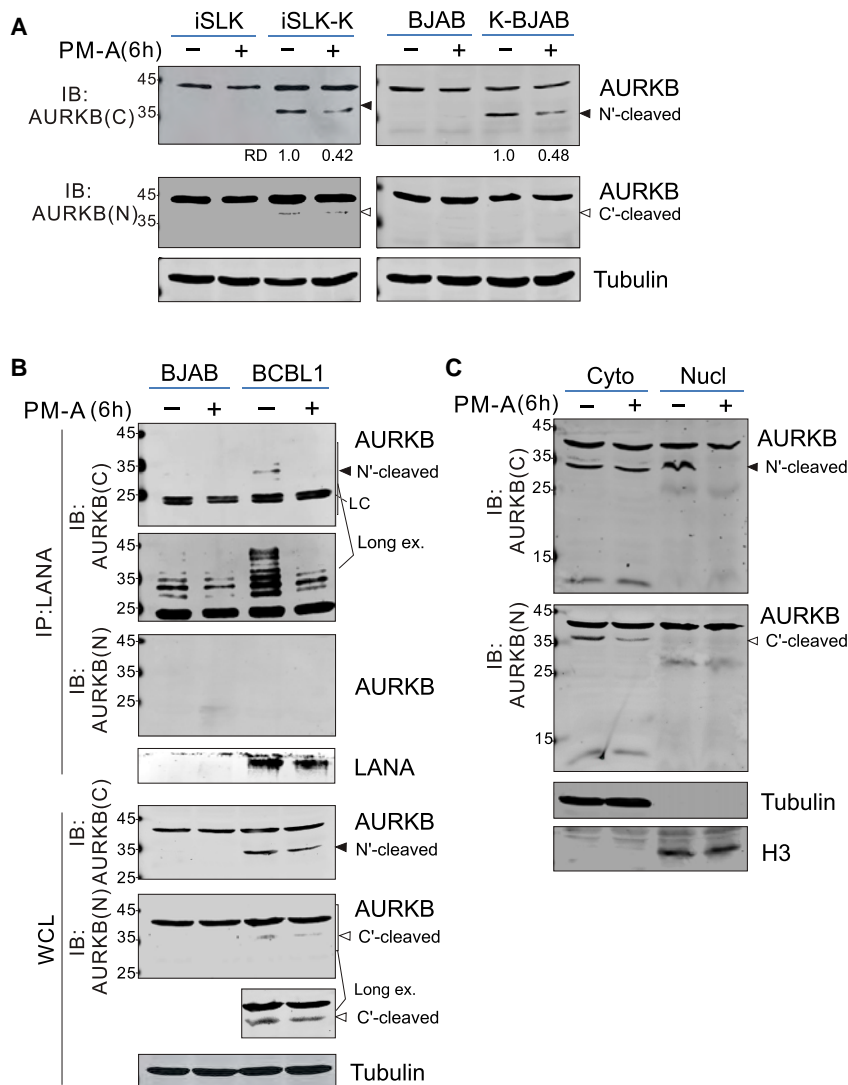 A
iSLK iSLK-K BJAB K-BJAB
PM-A(6h) − + − + − + − +
IB:
AURKB(C)
45
35
AURKB
◄ N'-cleaved
RD 1.0 0.42 1.0 0.48
IB:
AURKB(N)
45
35
AURKB
◁ C'-cleaved
Tubulin
B
BJAB BCBL1
PM-A(6h) − + − +
IP:LANA
IB:
AURKB(C)
45
35
25
AURKB
◄ N'-cleaved
LC
Long ex.
45
35
25
IB:
AURKB(N)
45
35
25
AURKB
LANA
WCL
IB:
AURKB(C)
45
35
25
AURKB
◄ N'-cleaved
IB:
AURKB(N)
45
35
25
AURKB
◁ C'-cleaved
Long ex.
◁ C'-cleaved
Tubulin
C
Cyto Nucl
PM-A(6h) − + − +
IB:
AURKB(C)
45
35
25
15
AURKB
◄ N'-cleaved
IB:
AURKB(N)
45
35
25
15
AURKB
◁ C'-cleaved
Tubulin
H3